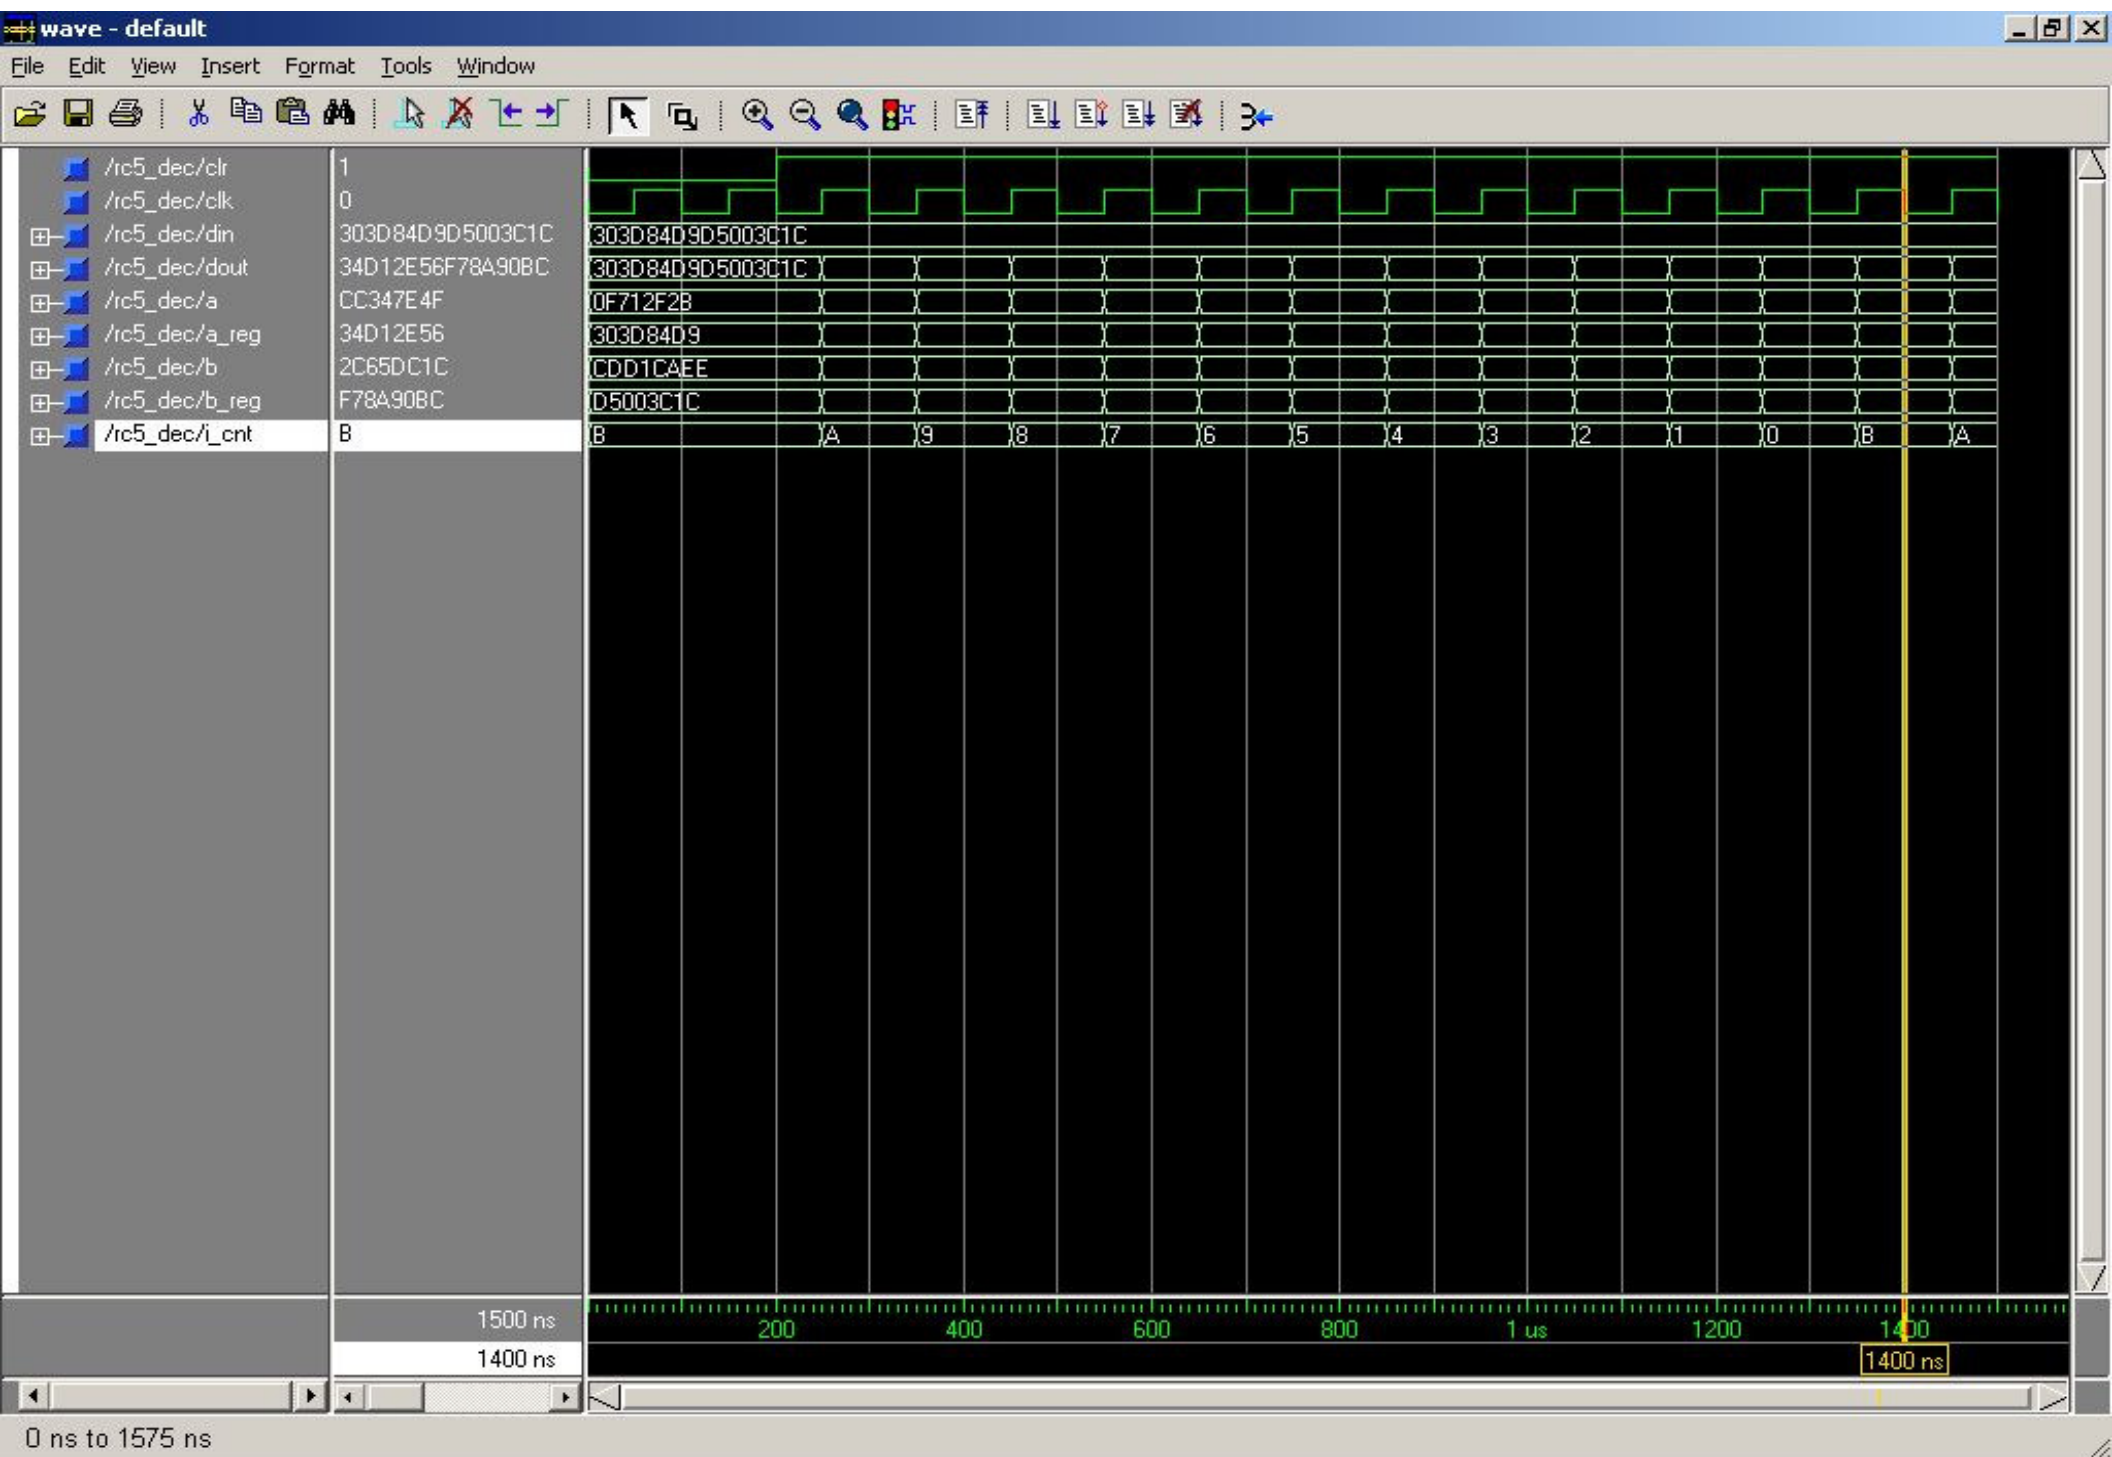 wave - default
File Edit View Insert Format Tools Window
/rc5_dec/clr 1
/rc5_dec/clk 0
/rc5_dec/din 303D84D9D5003C1C 303D84D9D5003C1C
/rc5_dec/dout 34D12E56F78A90BC 303D84D9D5003C1C
/rc5_dec/a CC347E4F 0F712F2B
/rc5_dec/a_reg 34D12E56 303D84D9
/rc5_dec/b 2C65DC1C CDD1CAEE
/rc5_dec/b_reg F78A90BC D5003C1C
/rc5_dec/i_cnt B B A 9 8 7 6 5 4 3 2 1 0 B A
1500 ns 200 400 600 800 1 us 1200 1400
1400 ns 1400 ns
0 ns to 1575 ns